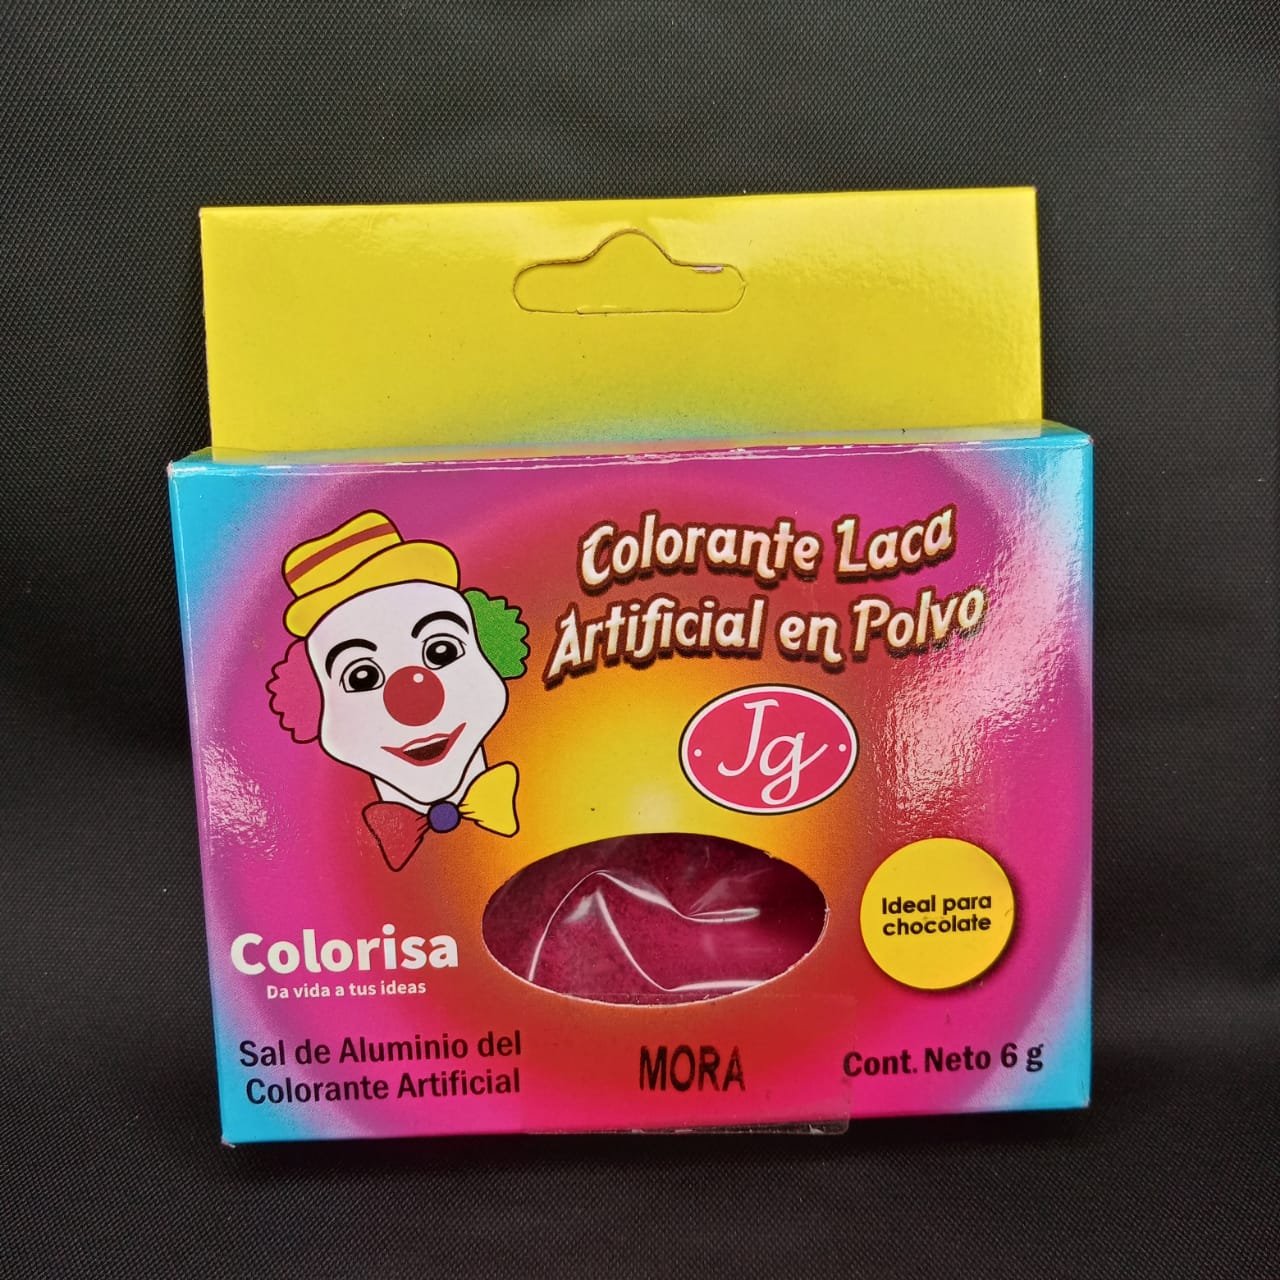 Colorante Laca
Artificial en Polvo
Jg
Ideal para
chocolate
Colorisa
Da vida a tus ideas
Sal de Aluminio del
Colorante Artificial
MORA
Cont. Neto 6 g